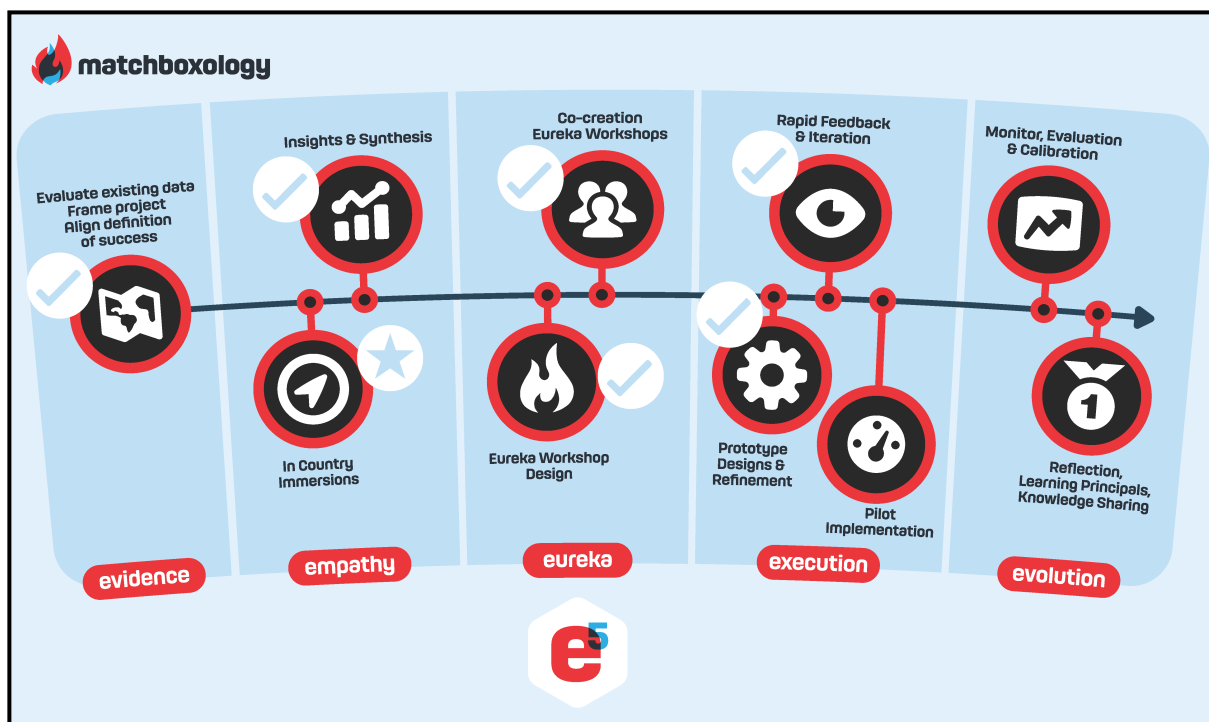 matchboxology
Evaluate existing data
Frame project
Align definition
of success
Insights & Synthesis
In Country
Immersions
Co-creation
Eureka Workshops
Eureka Workshop
Design
Rapid Feedback
& Iteration
Prototype
Designs &
Refinement
Pilot
Implementation
Monitor, Evaluation
& Calibration
1
Reflection,
Learning Principals,
Knowledge Sharing
evidence
empathy
eureka
execution
evolution
e5